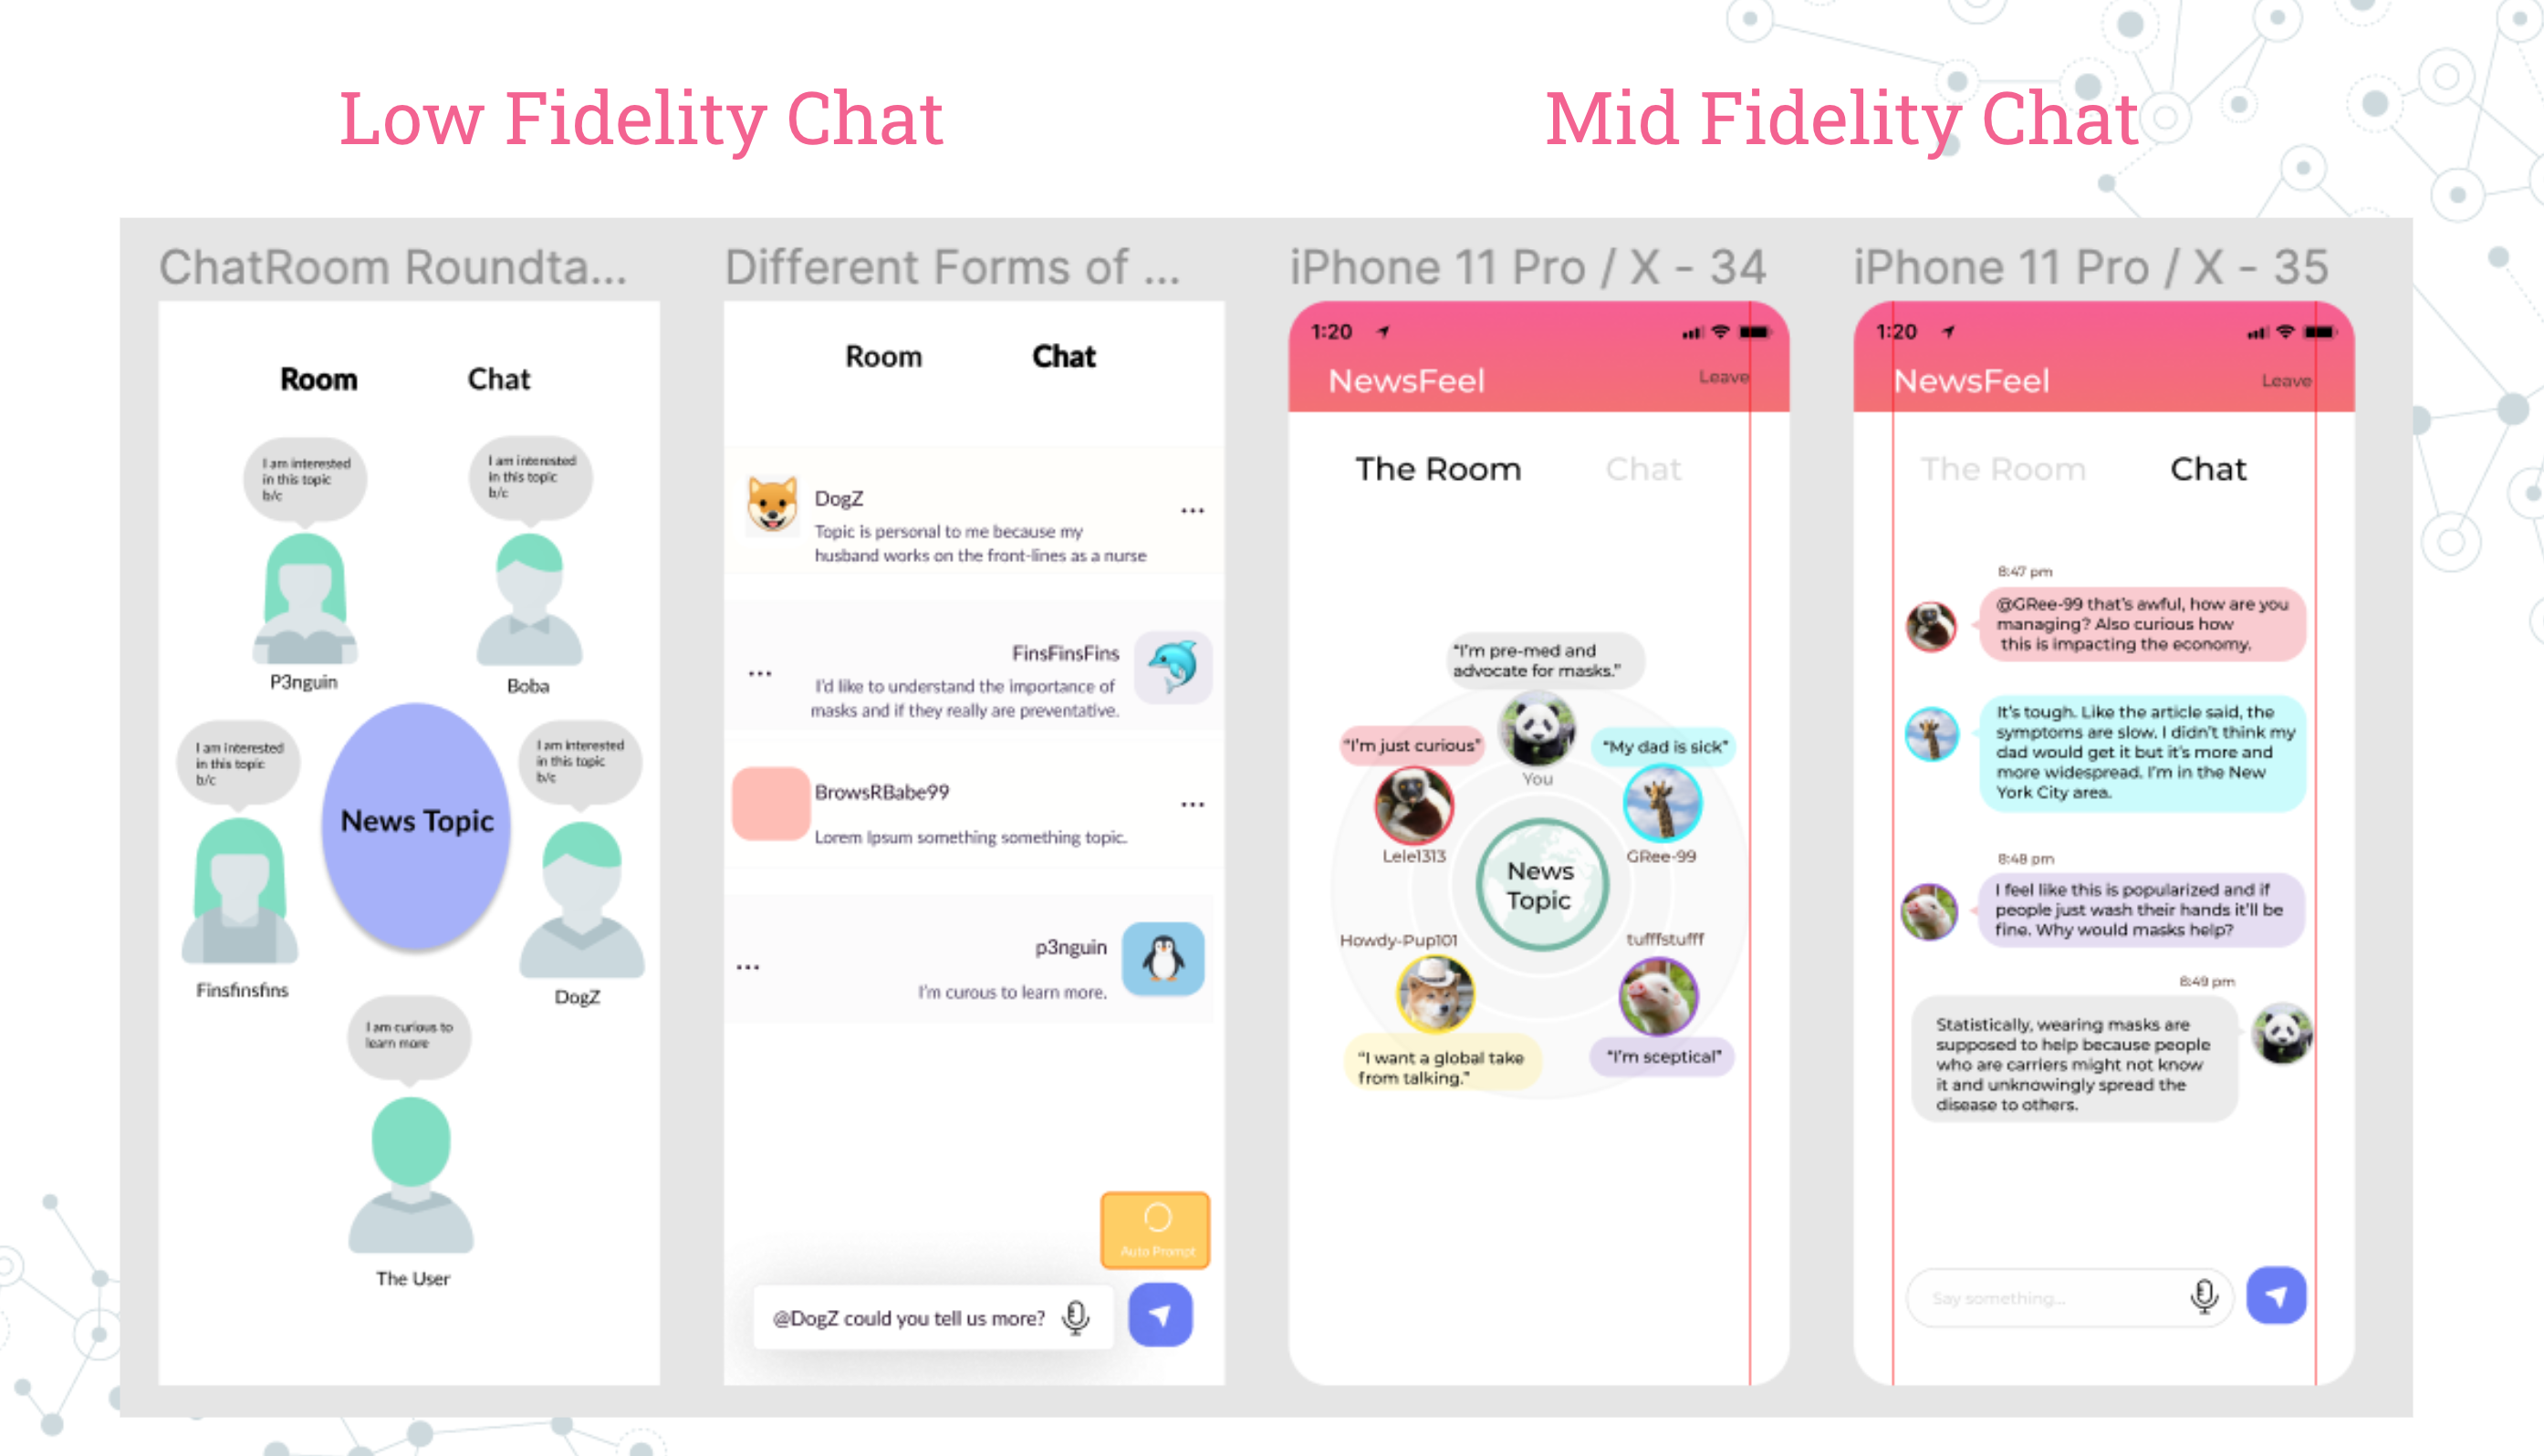 Low Fidelity Chat
Mid Fidelity Chat
ChatRoom Roundta...
Room
Chat
I am interested
in this topic
b/c
P3nguin
I am interested
in this topic
b/c
Boba
I am interested
in this topic
b/c
Finsfinsfins
News Topic
I am interested
in this topic
b/c
DogZ
I am curious to
learn more
The User
Different Forms of ...
Room
Chat
DogZ
Topic is personal to me because my
husband works on the front-lines as a nurse
FinsFinsFins
I'd like to understand the importance of
masks and if they really are preventative.
BrowsRBabe99
Lorem Ipsum something something topic.
p3nguin
I'm curous to learn more.
Auto Prompt
@DogZ could you tell us more?
iPhone 11 Pro / X - 34
1:20
NewsFeel
Leave
The Room
Chat
"I'm pre-med and
advocate for masks."
You
"I'm just curious"
Lele1313
"My dad is sick"
GRee-99
News
Topic
Howdy-Pup101
"I want a global take
from talking."
tufffstufff
"I'm sceptical"
iPhone 11 Pro / X - 35
1:20
NewsFeel
Leave
The Room
Chat
8:47 pm
@GRee-99 that's awful, how are you
managing? Also curious how
this is impacting the economy.
It's tough. Like the article said, the
symptoms are slow. I didn't think my
dad would get it but it's more and
more widespread. I'm in the New
York City area.
8:48 pm
I feel like this is popularized and if
people just wash their hands it'll be
fine. Why would masks help?
8:49 pm
Statistically, wearing masks are
supposed to help because people
who are carriers might not know
it and unknowingly spread the
disease to others.
Say something...